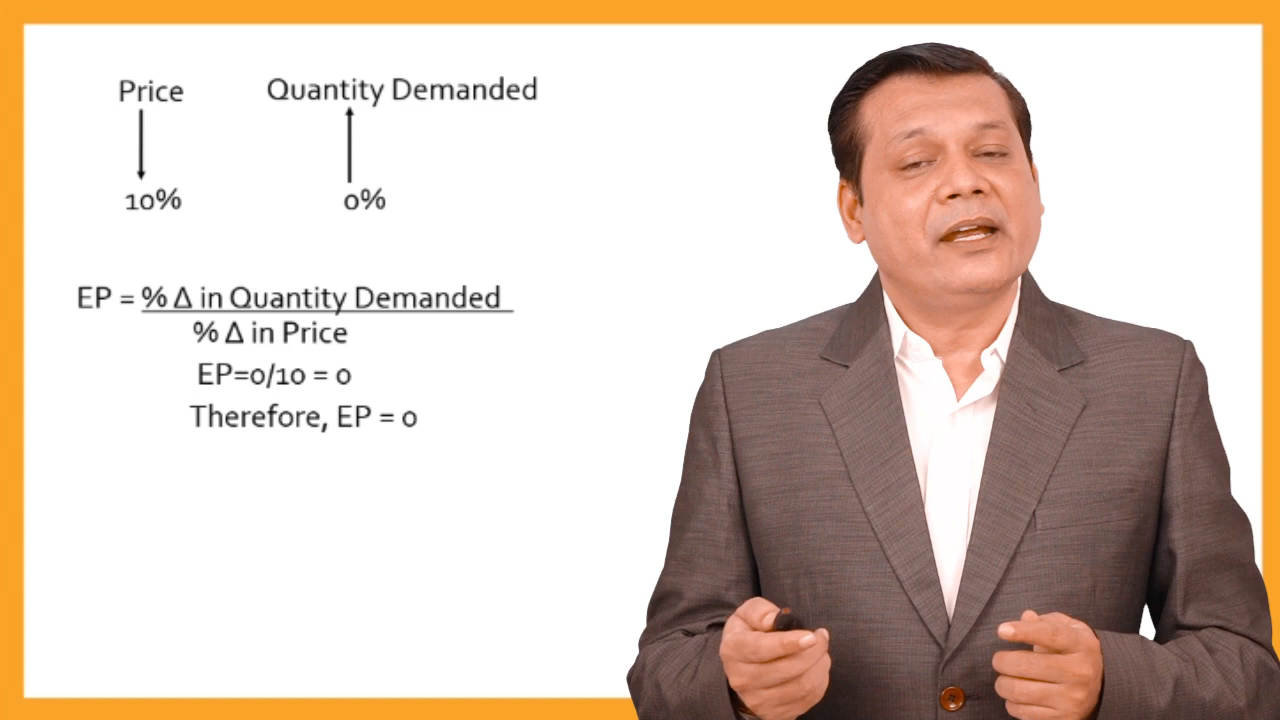 Price Quantity Demanded
10% 0%
EP = % Δ in Quantity Demanded
% Δ in Price
EP=0/10 = 0
Therefore, EP = 0